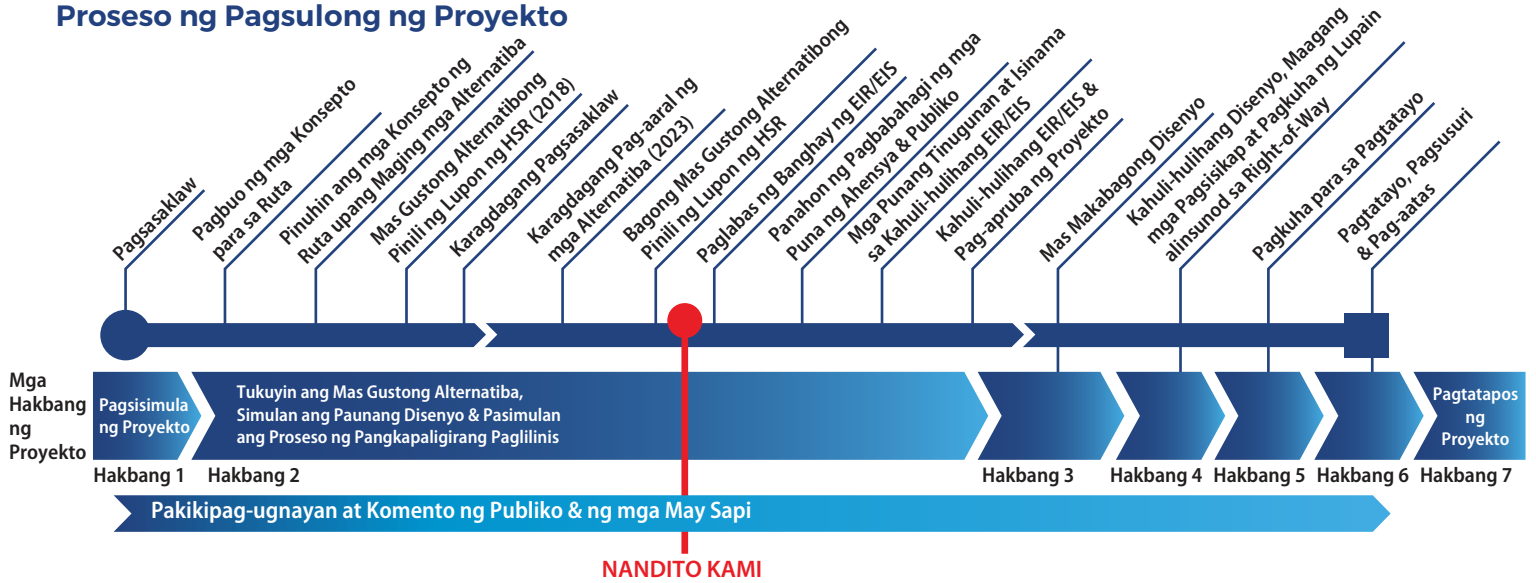 Proseso ng Pagsulong ng Proyekto
Pagsasaklaw
Pagbuo ng mga Konsepto
para sa Ruta
Pinuhin ang mga Konsepto ng
Ruta upang Maging mga Alternatiba
Mas Gustong Alternatibong
Pinili ng Lupon ng HSR (2018)
Karagdagang Pagsasaklaw
Karagdagang Pag-aaral ng
mga Alternatiba (2023)
Bagong Mas Gustong Alternatibong
Pinili ng Lupon ng HSR
Paglabas ng Banghay ng EIR/EIS
Panahon ng Pagbabahagi ng mga
Puna ng Ahensya & Publiko
Mga Punang Tinugunan at Isinama
sa Kahuli-hulihang EIR/EIS
Kahuli-hulihang EIR/EIS &
Pag-apruba ng Proyekto
Mas Makabagong Disenyo
Kahuli-hulihang Disenyo, Maagang
mga Pagsisikap at Pagkuha ng Lupain
alinsunod sa Right-of-Way
Pagkuha para sa Pagtatayo
Pagtatayo, Pagsusuri
& Pag-aatas
Mga
Hakbang
ng
Proyekto
Pagsisimula
ng Proyekto
Tukuyin ang Mas Gustong Alternatiba,
Simulan ang Paunang Disenyo & Pasimulan
ang Proseso ng Pangkapaligirang Paglilinis
Pagtatapos
ng
Proyekto
Hakbang 1
Hakbang 2
Hakbang 3
Hakbang 4
Hakbang 5
Hakbang 6
Hakbang 7
Pakikipag-ugnayan at Komento ng Publiko & ng mga May Sapi
NANDITO KAMI